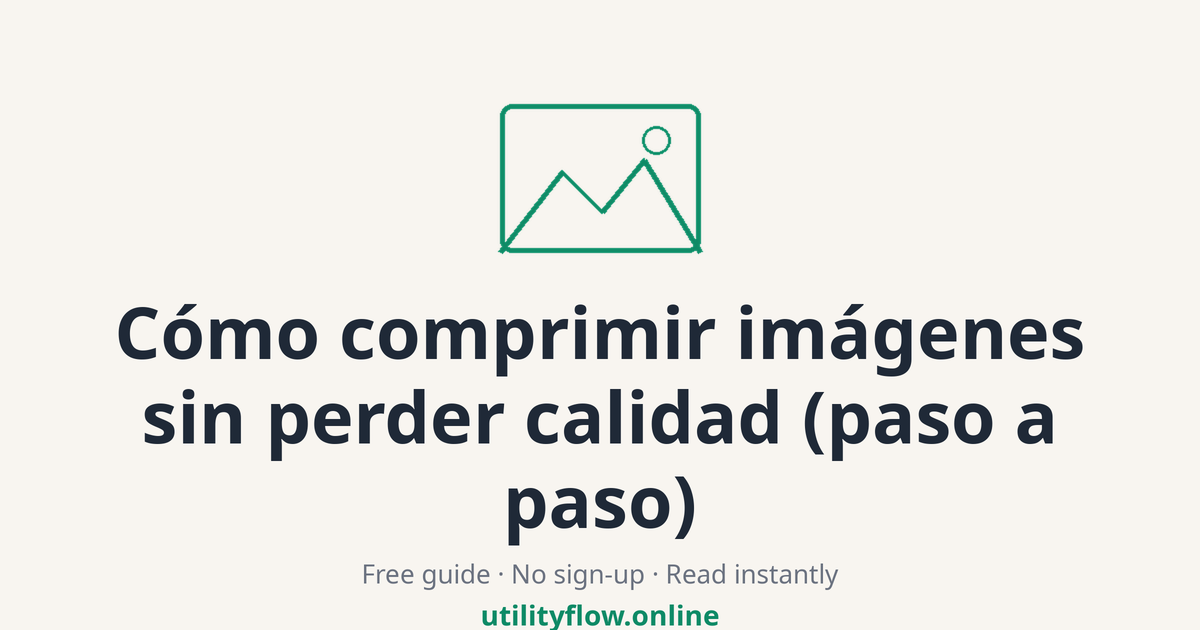 Cómo comprimir imágenes
sin perder calidad (paso a
paso)
Free guide · No sign-up · Read instantly
utilityflow.online